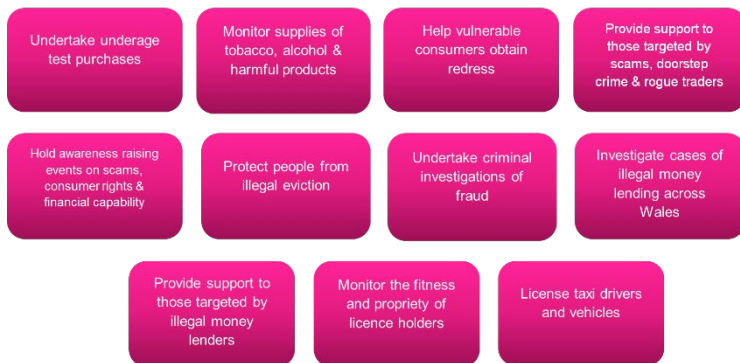 Undertake underage
test purchases
Monitor supplies of
tobacco, alcohol &
harmful products
Help vulnerable
consumers obtain
redress
Provide support to
those targeted by
scams, doorstep
crime & rogue traders
Hold awareness raising
events on scams,
consumer rights &
financial capability
Protect people from
illegal eviction
Undertake criminal
investigations of
fraud
Investigate cases of
illegal money
lending across
Wales
Provide support to
those targeted by
illegal money
lenders
Monitor the fitness
and propriety of
licence holders
License taxi drivers
and vehicles